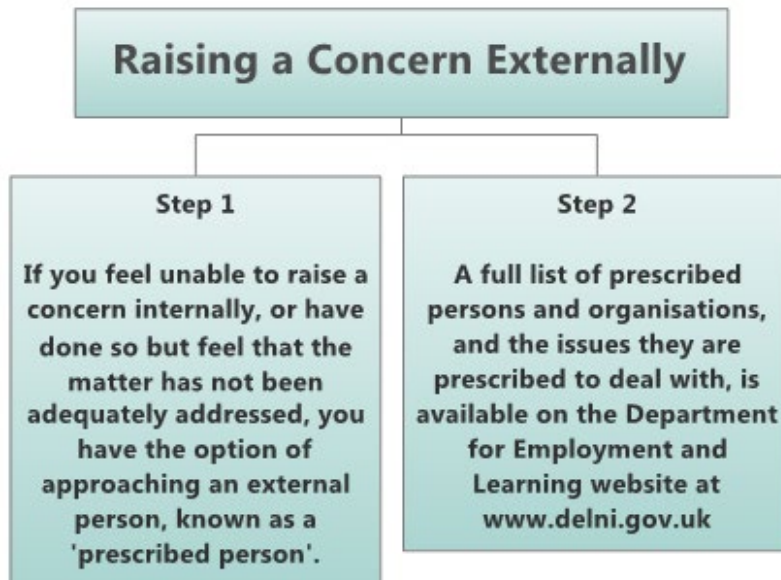 Raising a Concern Externally
Step 1
If you feel unable to raise a
concern internally, or have
done so but feel that the
matter has not been
adequately addressed, you
have the option of
approaching an external
person, known as a
'prescribed person'.
Step 2
A full list of prescribed
persons and organisations,
and the issues they are
prescribed to deal with, is
available on the Department
for Employment and
Learning website at
www.delni.gov.uk